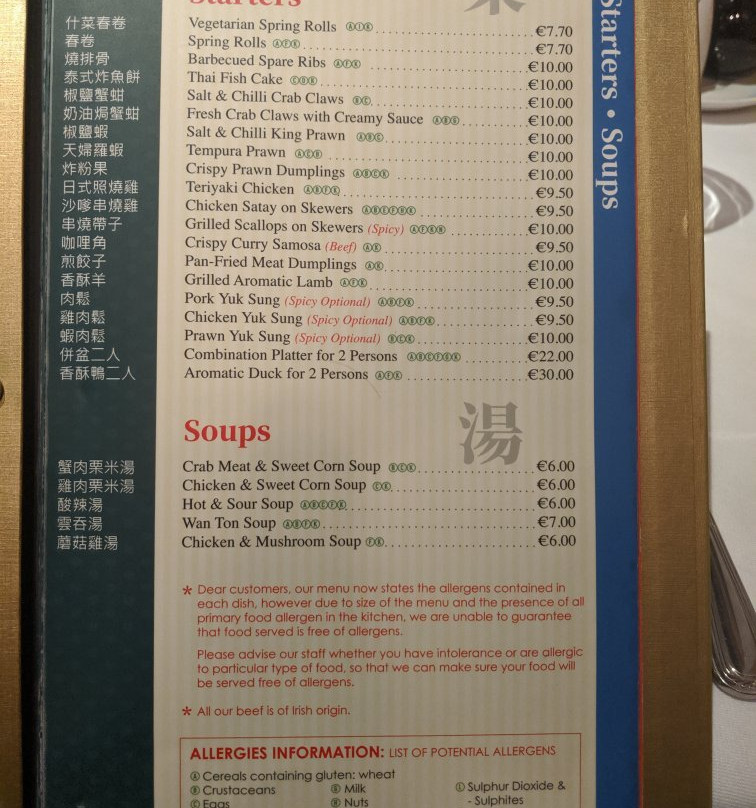 Starters
什菜春卷 Vegetarian Spring Rolls €7.70
春卷 Spring Rolls €7.70
燒排骨 Barbecued Spare Ribs €10.00
泰式炸魚餅 Thai Fish Cake €10.00
椒鹽蟹蚶 Salt & Chilli Crab Claws €10.00
奶油焗蟹蚶 Fresh Crab Claws with Creamy Sauce €10.00
椒鹽蝦 Salt & Chilli King Prawn €10.00
天婦羅蝦 Tempura Prawn €10.00
炸粉果 Crispy Prawn Dumplings €10.00
日式照燒雞 Teriyaki Chicken €9.50
沙嗲串燒雞 Chicken Satay on Skewers €9.50
串燒帶子 Grilled Scallops on Skewers (Spicy) €10.00
咖哩角 Crispy Curry Samosa (Beef) €9.50
煎餃子 Pan-Fried Meat Dumplings €10.00
香酥羊 Grilled Aromatic Lamb €10.00
肉鬆 Pork Yuk Sung (Spicy Optional) €9.50
雞肉鬆 Chicken Yuk Sung (Spicy Optional) €9.50
蝦肉鬆 Prawn Yuk Sung (Spicy Optional) €10.00
併盆二人 Combination Platter for 2 Persons €22.00
香酥鴨二人 Aromatic Duck for 2 Persons €30.00
Soups 湯
蟹肉粟米湯 Crab Meat & Sweet Corn Soup €6.00
雞肉粟米湯 Chicken & Sweet Corn Soup €6.00
酸辣湯 Hot & Sour Soup €6.00
雲吞湯 Wan Ton Soup €7.00
蘑菇雞湯 Chicken & Mushroom Soup €6.00
* Dear customers, our menu now states the allergens contained in
each dish, however due to size of the menu and the presence of all
primary food allergen in the kitchen, we are unable to guarantee
that food served is free of allergens.
Please advise our staff whether you have intolerance or are allergic
to particular type of food, so that we can make sure your food will
be served free of allergens.
* All our beef is of Irish origin.
ALLERGIES INFORMATION: LIST OF POTENTIAL ALLERGENS
Ⓐ Cereals containing gluten: wheat
Ⓑ Crustaceans
Ⓒ Eggs
Milk
Nuts
Ⓛ Sulphur Dioxide &
- Sulphites
Starters • Soups